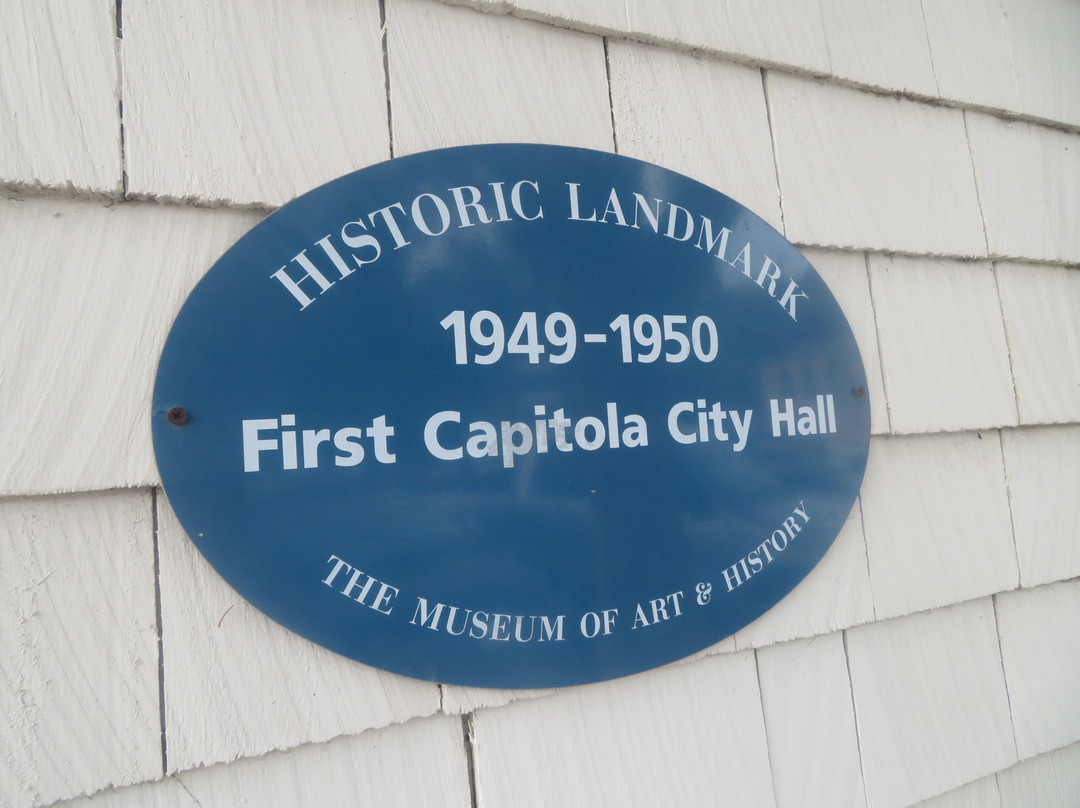 HISTORIC LANDMARK
1949-1950
First Capitola City Hall
THE MUSEUM OF ART & HISTORY